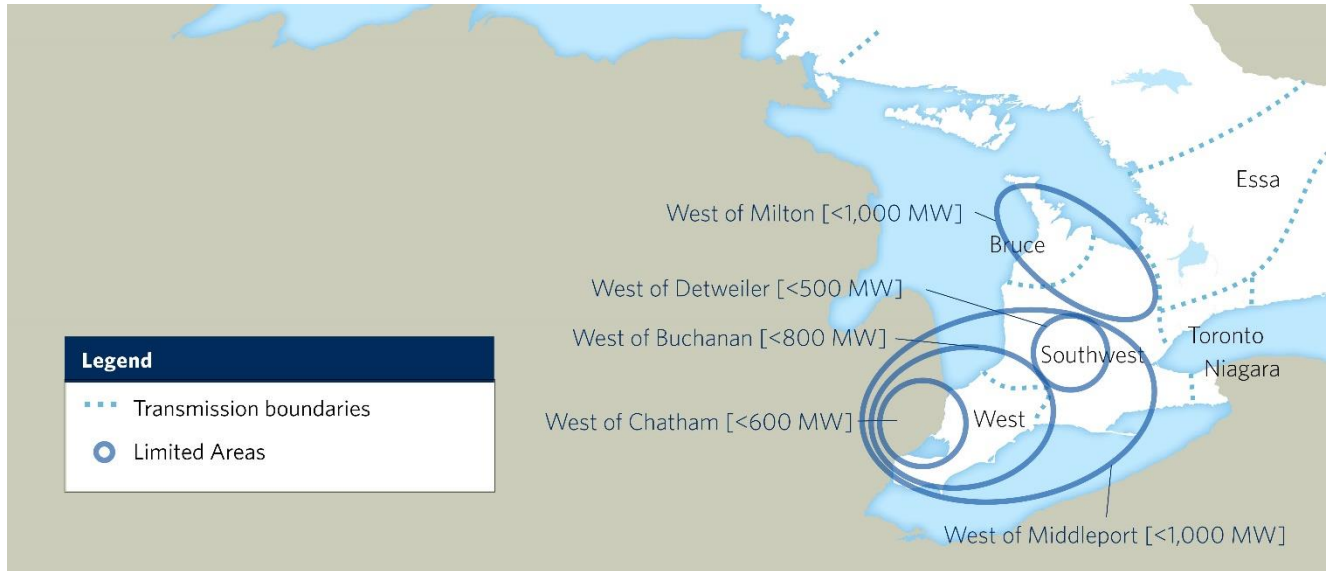 Essa
West of Milton [<1,000 MW]
Bruce
West of Detweiler [<500 MW]
West of Buchanan [<800 MW]
Toronto
Southwest
Niagara
Legend
Transmission boundaries
West of Chatham [<600 MW]
West
Limited Areas
West of Middleport [<1,000 MW]